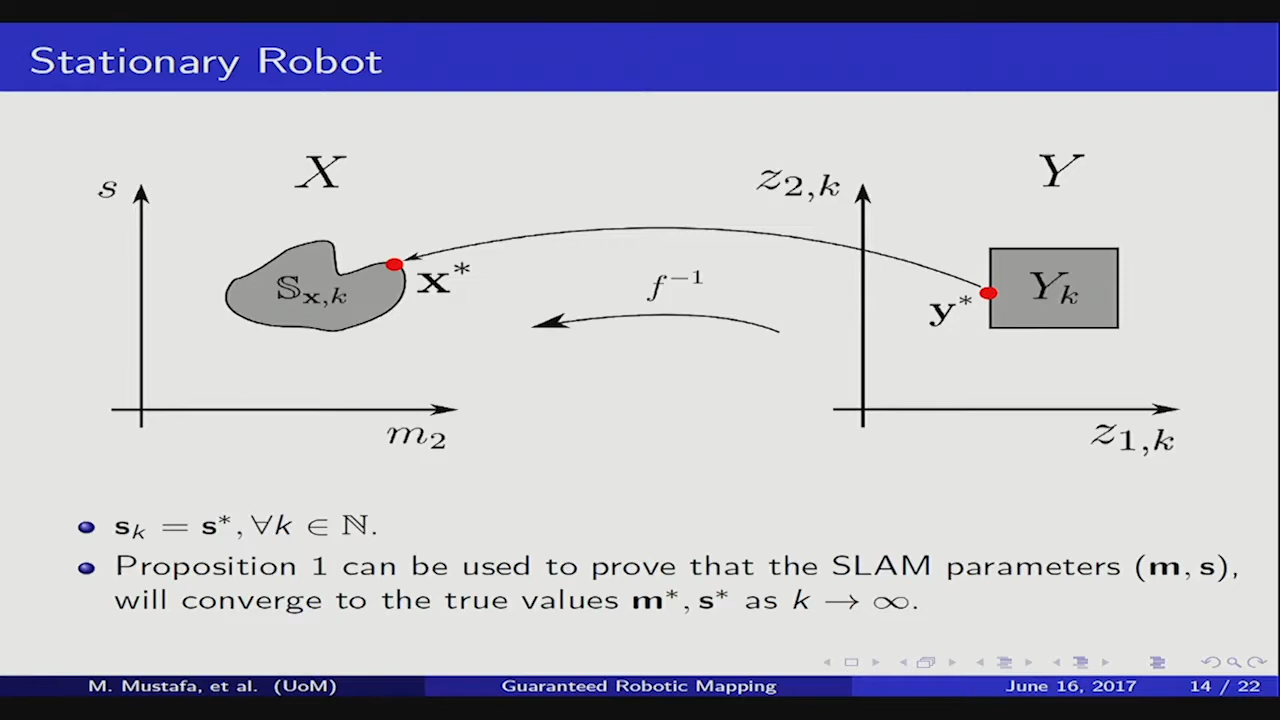 Stationary Robot
X
Y
s
z₂,ₖ
𝕊ₓ,ₖ
x*
f⁻¹
y*
Yₖ
m₂
z₁,ₖ
sₖ = s*, ∀k ∈ ℕ.
Proposition 1 can be used to prove that the SLAM parameters (m, s),
will converge to the true values m*, s* as k → ∞.
M. Mustafa, et al. (UoM)
Guaranteed Robotic Mapping
June 16, 2017
14 / 22